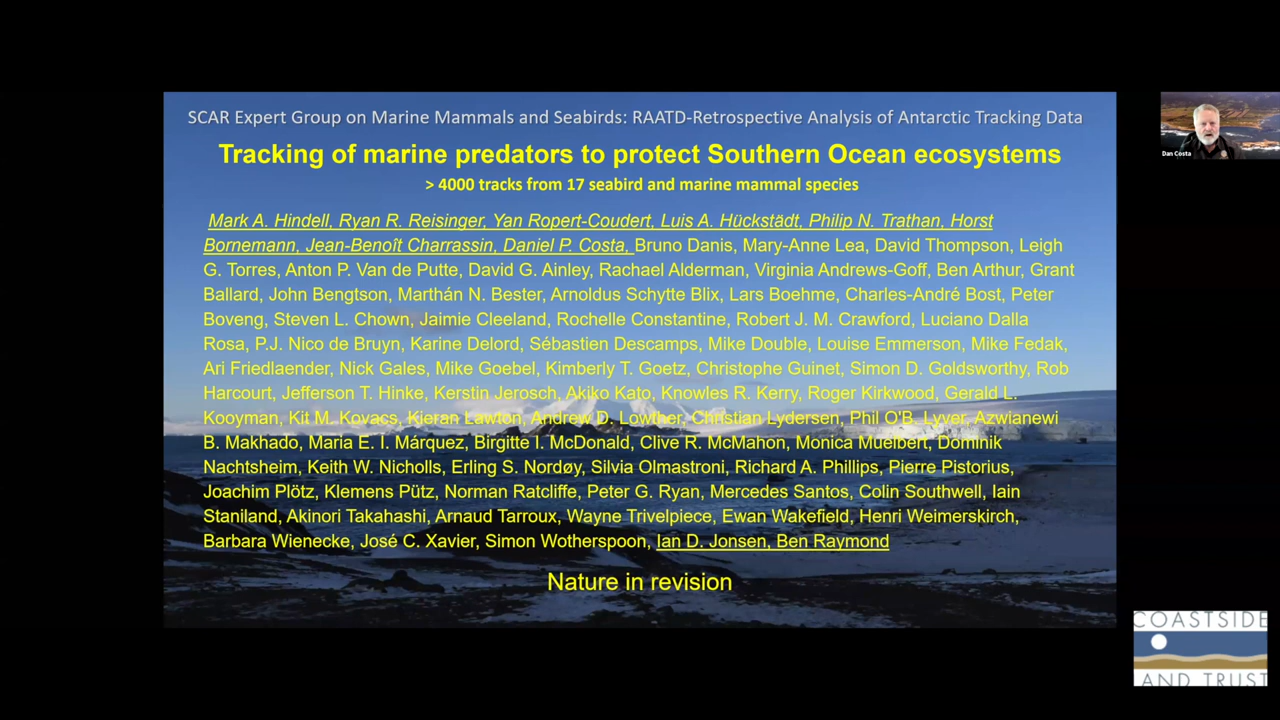 SCAR Expert Group on Marine Mammals and Seabirds: RAATD-Retrospective Analysis of Antarctic Tracking Data
Tracking of marine predators to protect Southern Ocean ecosystems
> 4000 tracks from 17 seabird and marine mammal species
Mark A. Hindell, Ryan R. Reisinger, Yan Ropert-Coudert, Luis A. Hückstädt, Philip N. Trathan, Horst
Bornemann, Jean-Benoît Charrassin, Daniel P. Costa, Bruno Danis, Mary-Anne Lea, David Thompson, Leigh
G. Torres, Anton P. Van de Putte, David G. Ainley, Rachael Alderman, Virginia Andrews-Goff, Ben Arthur, Grant
Ballard, John Bengtson, Marthán N. Bester, Arnoldus Schytte Blix, Lars Boehme, Charles-André Bost, Peter
Boveng, Steven L. Chown, Jaimie Cleeland, Rochelle Constantine, Robert J. M. Crawford, Luciano Dalla
Rosa, P.J. Nico de Bruyn, Karine Delord, Sébastien Descamps, Mike Double, Louise Emmerson, Mike Fedak,
Ari Friedlaender, Nick Gales, Mike Goebel, Kimberly T. Goetz, Christophe Guinet, Simon D. Goldsworthy, Rob
Harcourt, Jefferson T. Hinke, Kerstin Jerosch, Akiko Kato, Knowles R. Kerry, Roger Kirkwood, Gerald L.
Kooyman, Kit M. Kovacs, Kieran Lawton, Andrew D. Lowther, Christian Lydersen, Phil O'B. Lyver, Azwianewi
B. Makhado, Maria E. I. Márquez, Birgitte I. McDonald, Clive R. McMahon, Monica Muelbert, Dominik
Nachtsheim, Keith W. Nicholls, Erling S. Nordøy, Silvia Olmastroni, Richard A. Phillips, Pierre Pistorius,
Joachim Plötz, Klemens Pütz, Norman Ratcliffe, Peter G. Ryan, Mercedes Santos, Colin Southwell, Iain
Staniland, Akinori Takahashi, Arnaud Tarroux, Wayne Trivelpiece, Ewan Wakefield, Henri Weimerskirch,
Barbara Wienecke, José C. Xavier, Simon Wotherspoon, Ian D. Jonsen, Ben Raymond
Nature in revision
Dan Costa
COASTSIDE
AND TRUST